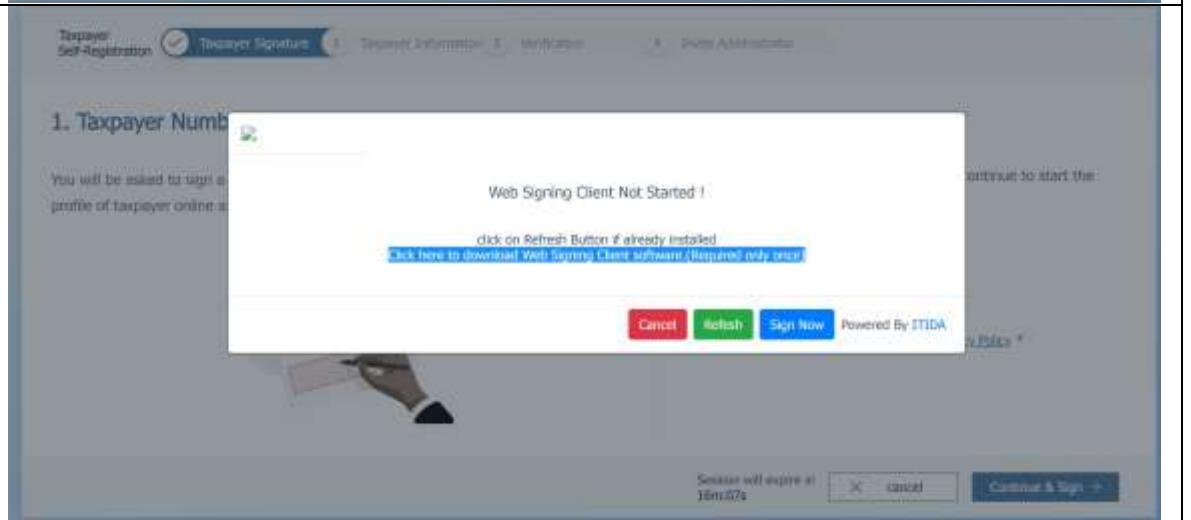 Taxpayer
Self-Registration
Taxpayer Signature
Taxpayer Information
Verification
Invite Administrator
1. Taxpayer Numb
You will be asked to sign a
profile of taxpayer online a
continue to start the
Web Signing Client Not Started !
click on Refresh Button if already installed
Click here to download Web Signing Client software.(Required only once)
Cancel
Refesh
Sign Now
Powered By ITIDA
y Policy *
Session will expire in
16m:07s
cancel
Continue & Sign